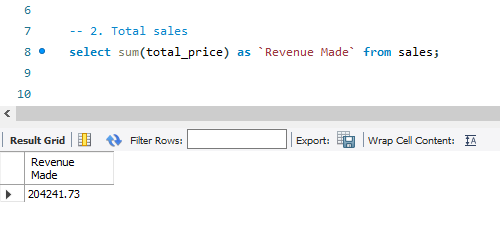 6
7 -- 2. Total sales
8 select sum(total_price) as `Revenue Made` from sales;
9
10
Result Grid Filter Rows: Export: Wrap Cell Content: IA
Revenue
Made
204241.73